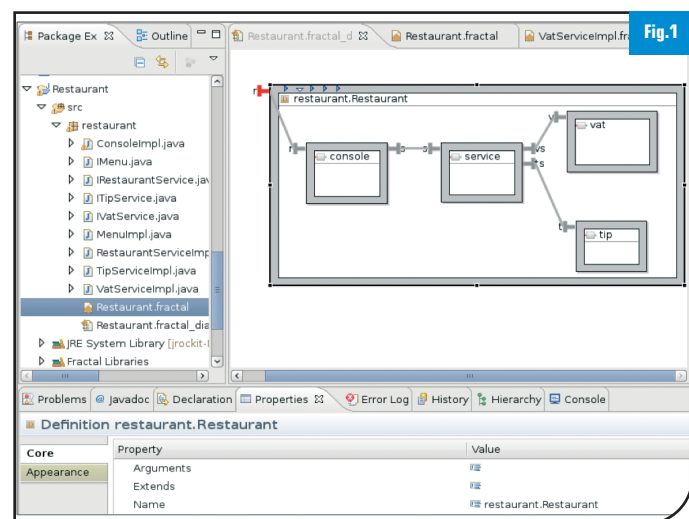 Fig.1
Package Ex Outline
Restaurant.fractal_d Restaurant.fractal VatServiceImpl.fr
Restaurant
src
restaurant
ConsoleImpl.java
IMenu.java
IRestaurantService.jav
ITipService.java
IVatService.java
MenuImpl.java
RestaurantServiceImp
TipServiceImpl.java
VatServiceImpl.java
Restaurant.fractal
Restaurant.fractal_dia
JRE System Library [jrockit-
Fractal Libraries
r
restaurant.Restaurant
r console s s service vs
ts
v vat
t tip
Problems Javadoc Declaration Properties Error Log History Hierarchy Console
Definition restaurant.Restaurant
Core
Appearance
Property Value
Arguments
Extends
Name restaurant.Restaurant